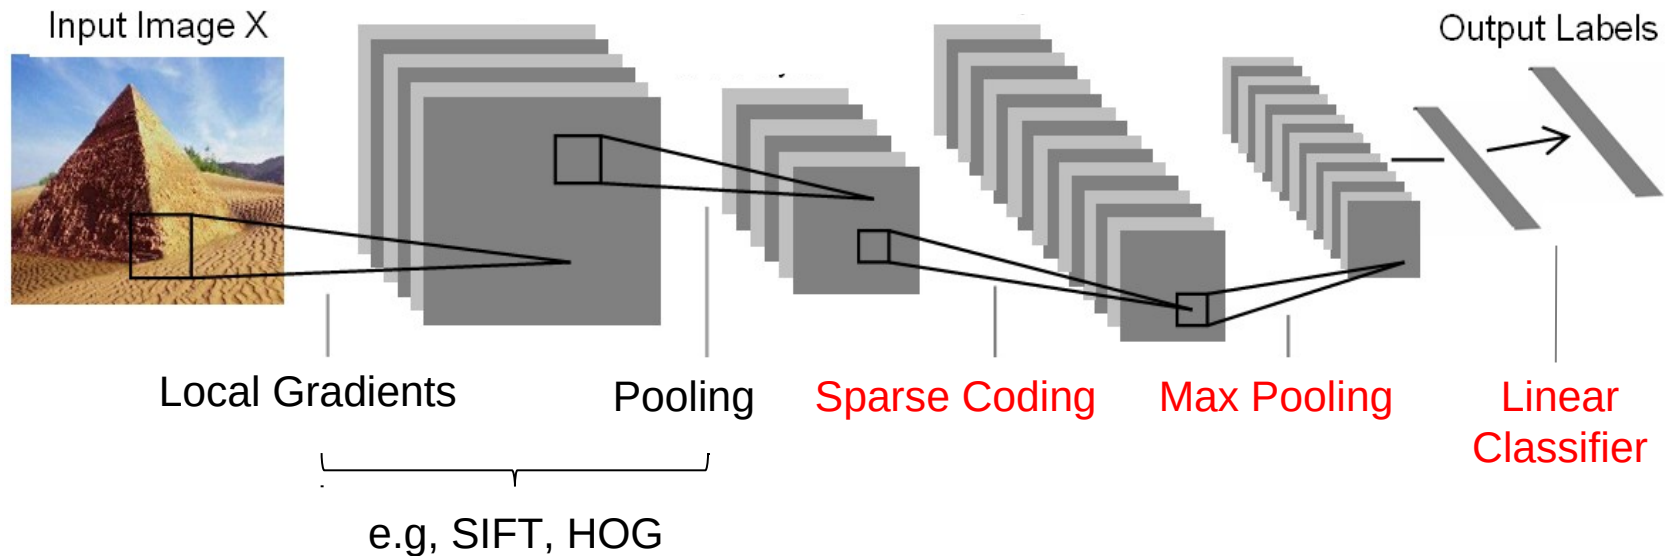 Input Image X
Output Labels
Local Gradients
Pooling
Sparse Coding
Max Pooling
Linear
Classifier
e.g, SIFT, HOG